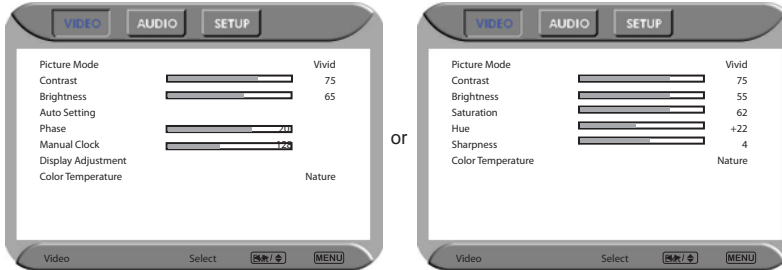 VIDEO AUDIO SETUP
Picture Mode Vivid
Contrast 75
Brightness 65
Auto Setting
Phase 20
Manual Clock 128
Display Adjustment
Color Temperature Nature
Video Select / MENU
or
VIDEO AUDIO SETUP
Picture Mode Vivid
Contrast 75
Brightness 55
Saturation 62
Hue +22
Sharpness 4
Color Temperature Nature
Video Select / MENU